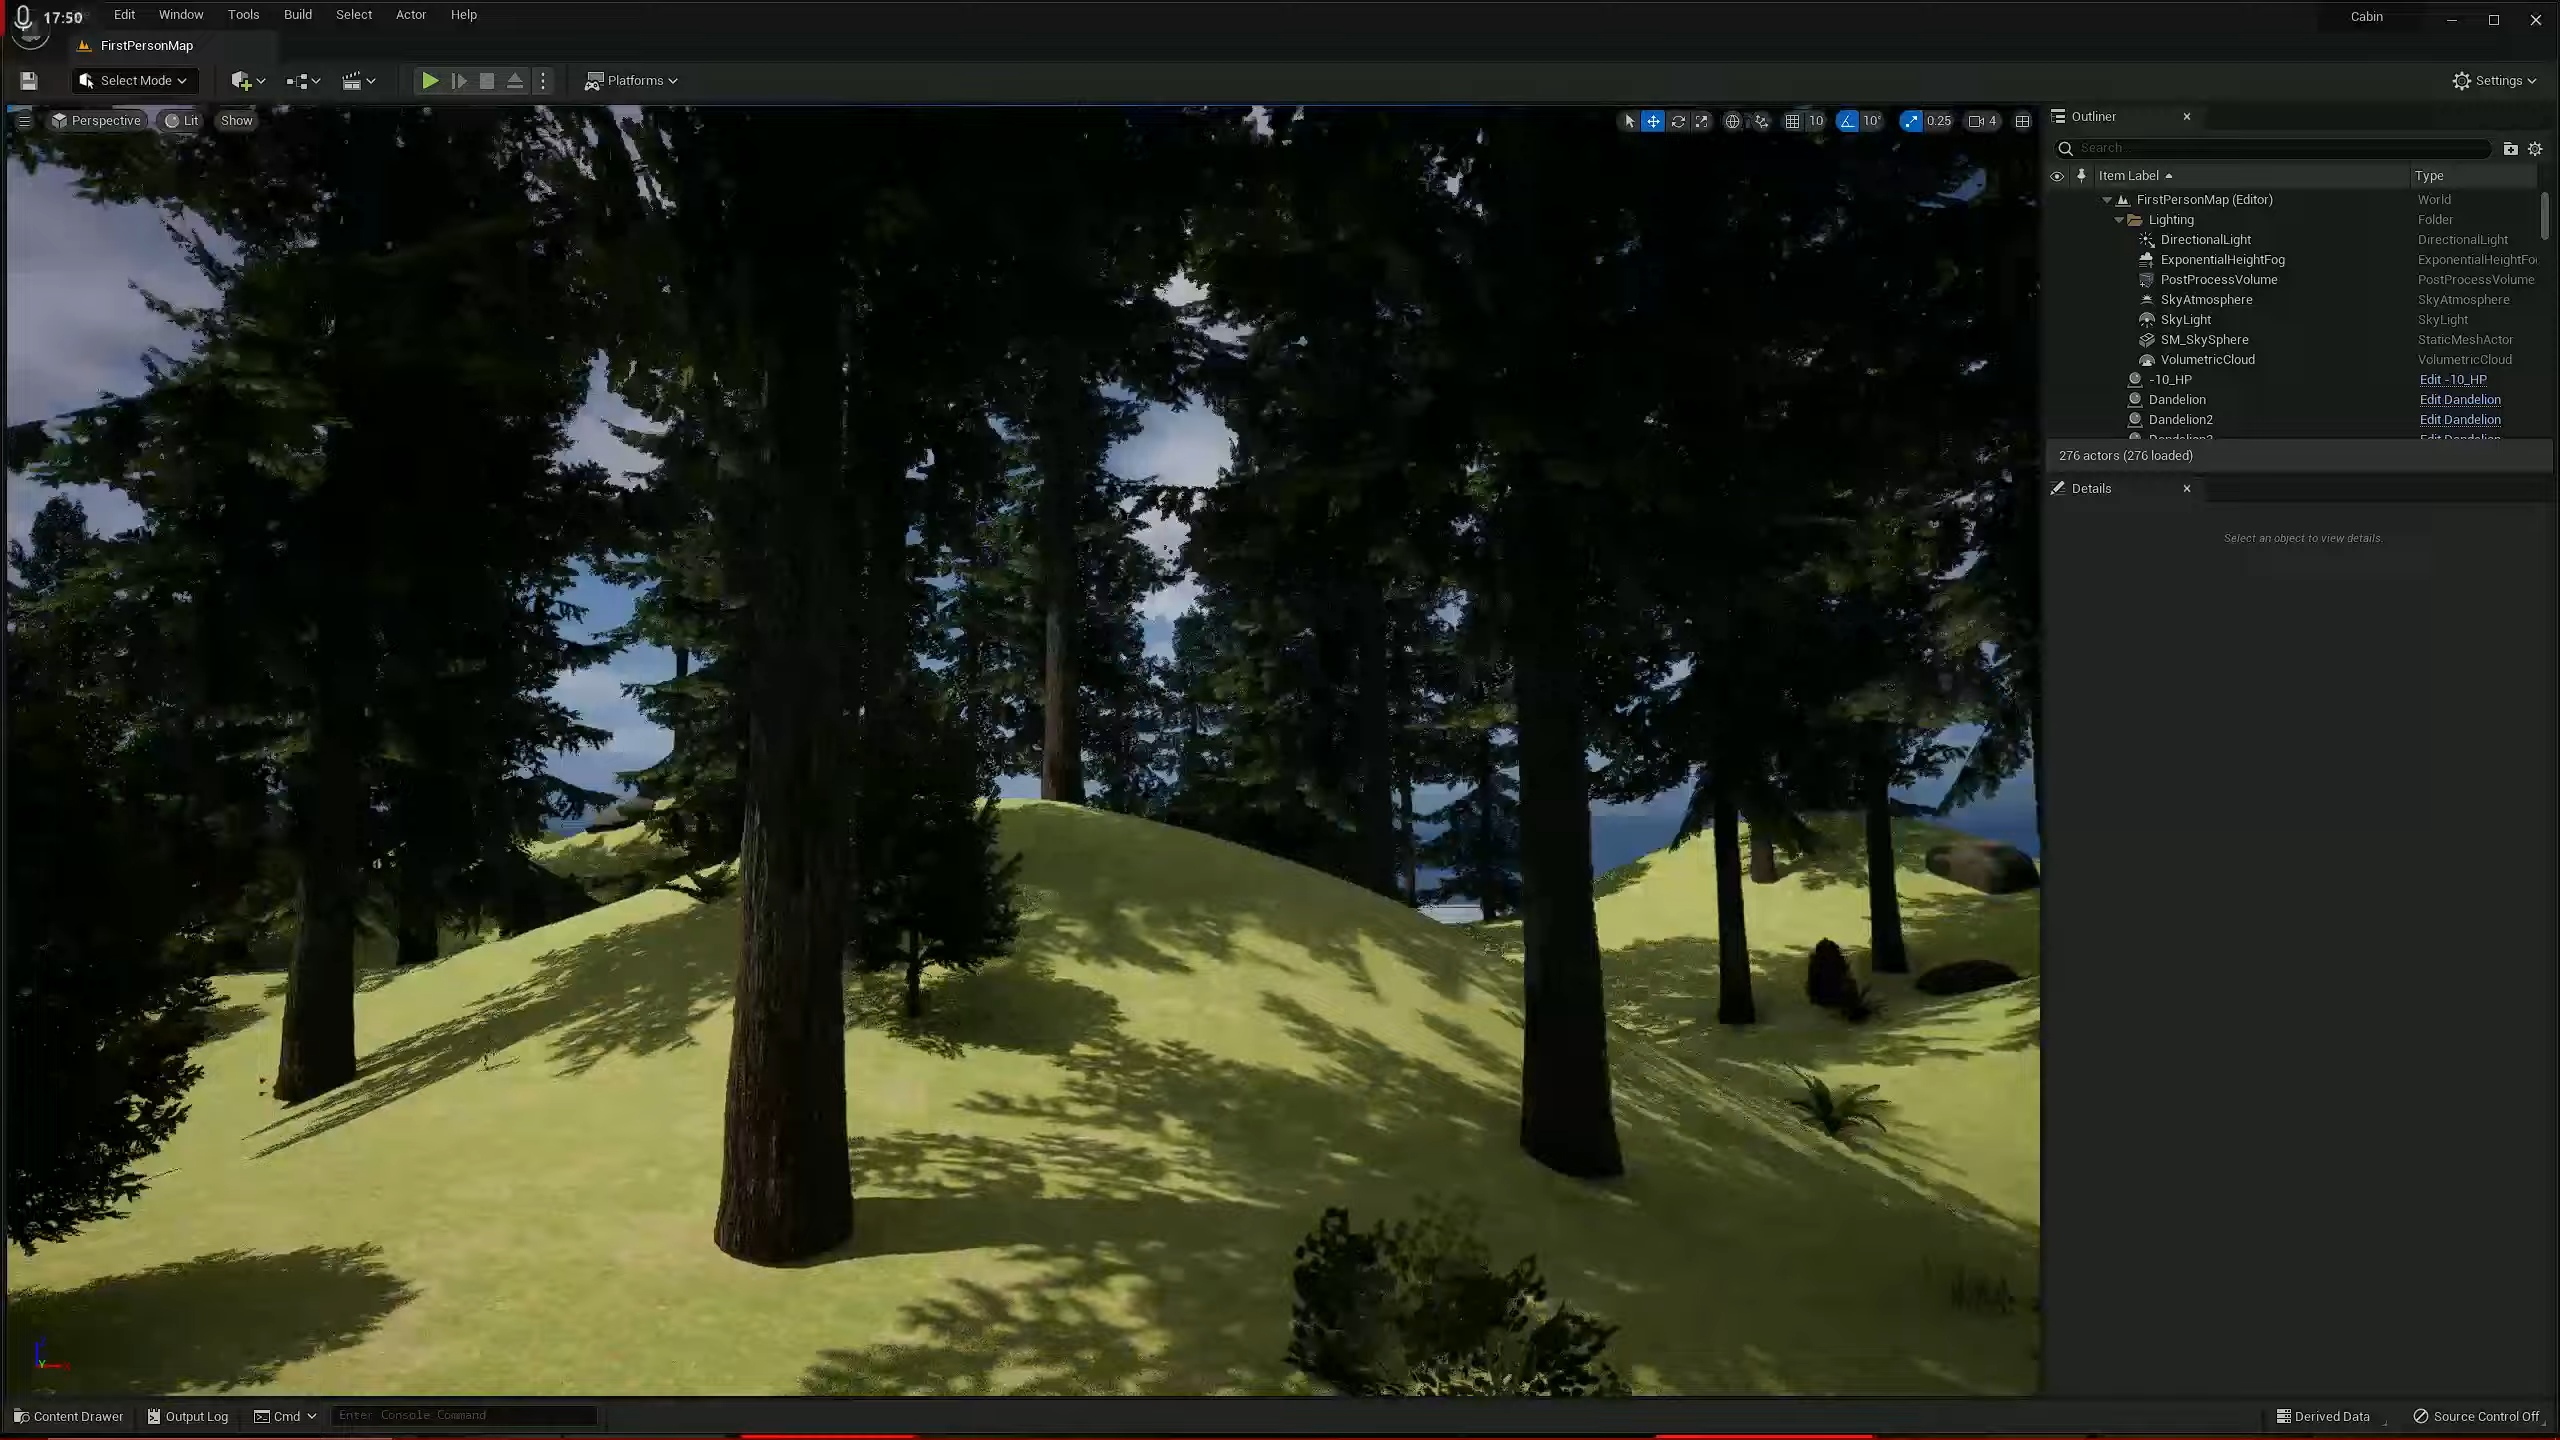 17:50 Edit Window Tools Build Select Actor Help Cabin
FirstPersonMap
Select Mode Platforms Settings
Perspective Lit Show 10 10° 0.25 4
Outliner
Search...
Item Label Type
FirstPersonMap (Editor) World
Lighting Folder
DirectionalLight DirectionalLight
ExponentialHeightFog ExponentialHeightFo
PostProcessVolume PostProcessVolume
SkyAtmosphere SkyAtmosphere
SkyLight SkyLight
SM_SkySphere StaticMeshActor
VolumetricCloud VolumetricCloud
-10_HP Edit -10_HP
Dandelion Edit Dandelion
Dandelion2 Edit Dandelion
276 actors (276 loaded)
Details
Select an object to view details.
Content Drawer Output Log Cmd Enter Console Command Derived Data Source Control Off